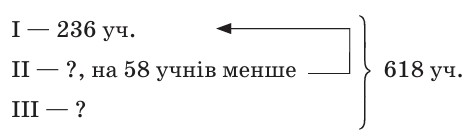 I — 236 уч.
II — ?, на 58 учнів менше
618 уч.
III — ?